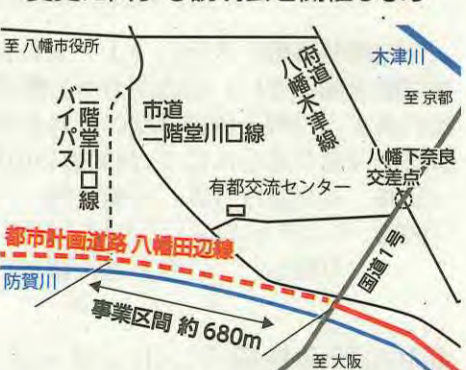 至 八幡市役所
木津川
府道
八幡木津線
至 京都
二階堂川口線
バイパス
市道
二階堂川口線
八幡下奈良
交差点
有都交流センター
都市計画道路 八幡田辺線
国道1号
防賀川
事業区間 約 680m
至 大阪